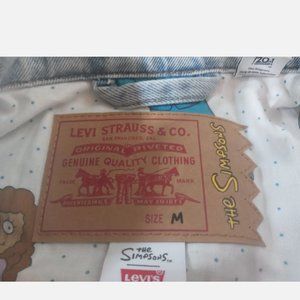 LEVI STRAUSS & CO.
SAN FRANCISCO, CAL.
ORIGINAL RIVETED
GENUINE QUALITY CLOTHING
TRADE MARK
SIZE M
THE SIMPSONS
THE
SIMPSONS
Levi's